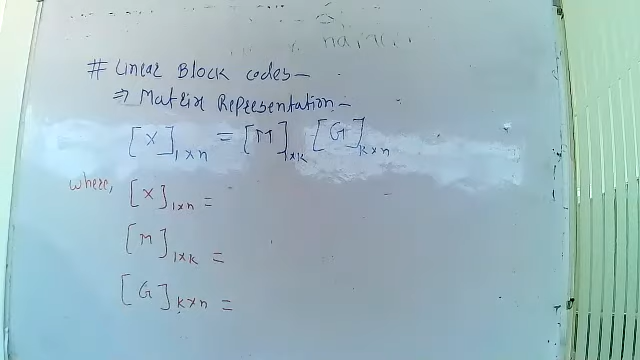 # Linear Block codes –
⇒ Matrix Representation –
[X]1×n = [M]1×k [G]k×n
where, [X]1×n =
[M]1×k =
[G]k×n =